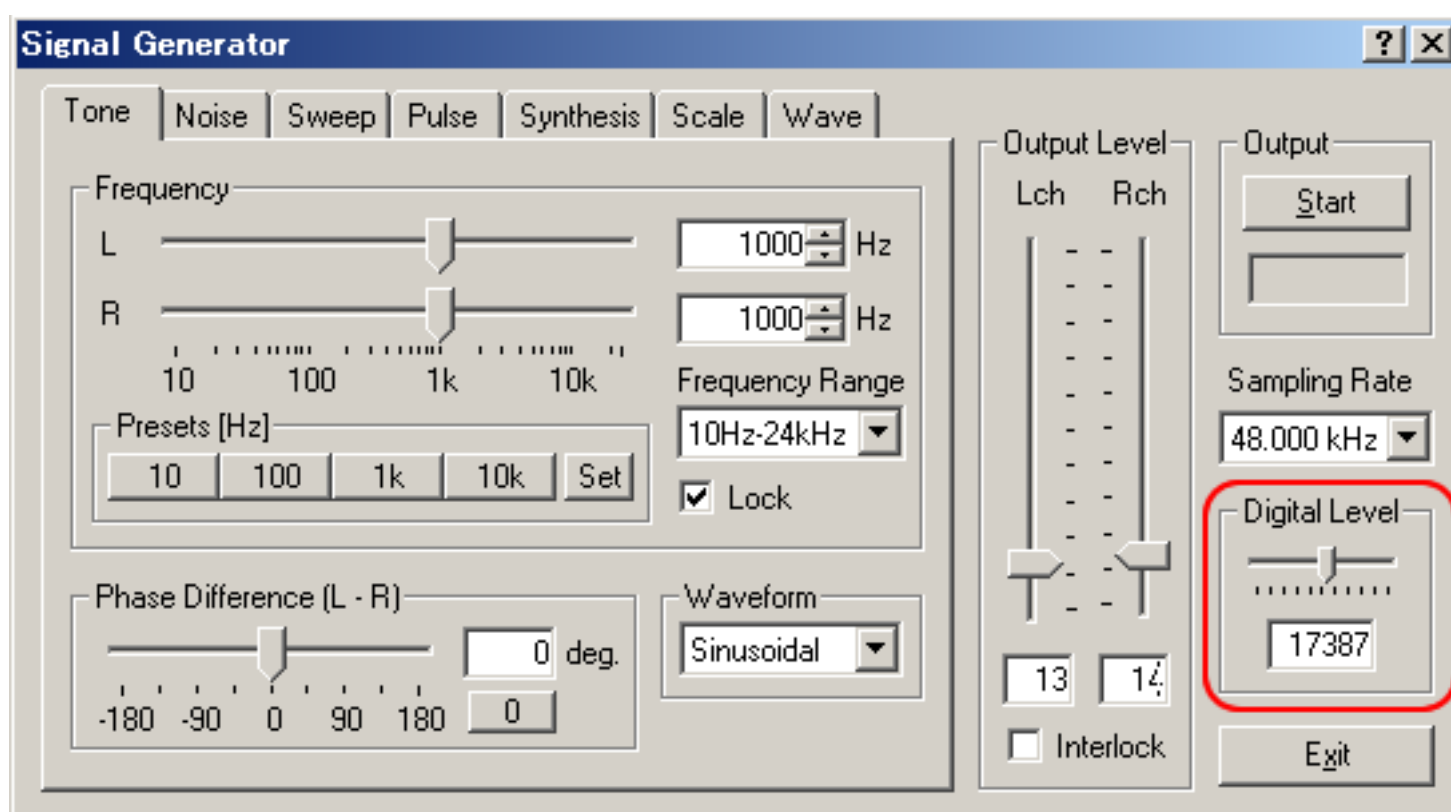 Signal Generator
Tone Noise Sweep Pulse Synthesis Scale Wave
Frequency
L 1000 Hz
R 1000 Hz
10 100 1k 10k
Frequency Range
10Hz-24kHz
Lock
Presets [Hz]
10 100 1k 10k Set
Phase Difference (L - R)
0 deg.
-180 -90 0 90 180
0
Waveform
Sinusoidal
Output Level
Lch Rch
13 14
Interlock
Output
Start
Sampling Rate
48.000 kHz
Digital Level
17387
Exit